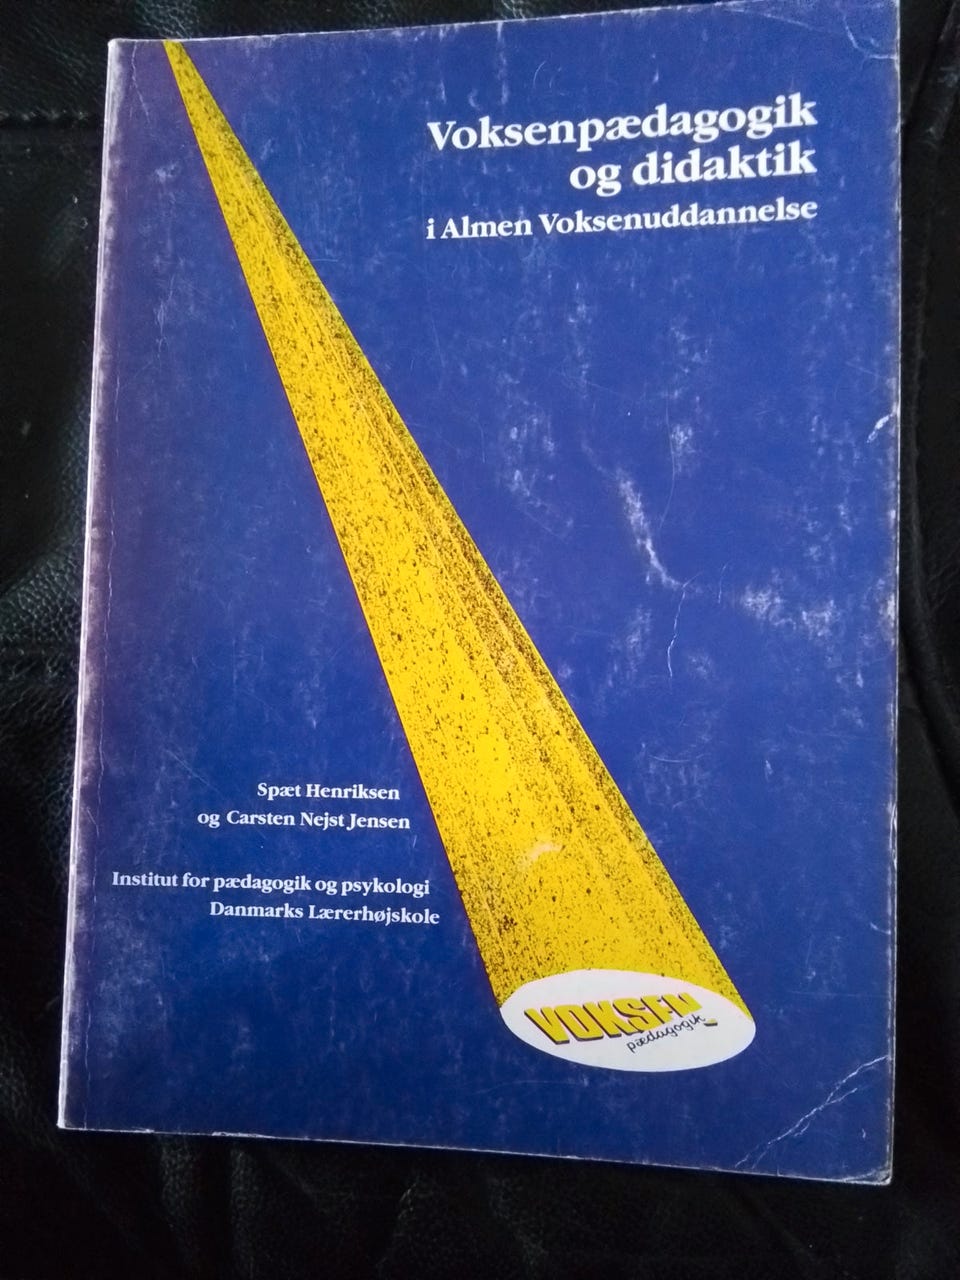 Voksenpædagogik
og didaktik
i Almen Voksenuddannelse
Spæt Henriksen
og Carsten Nejst Jensen
Institut for pædagogik og psykologi
Danmarks Lærerhøjskole
VOKSEN
pædagogik